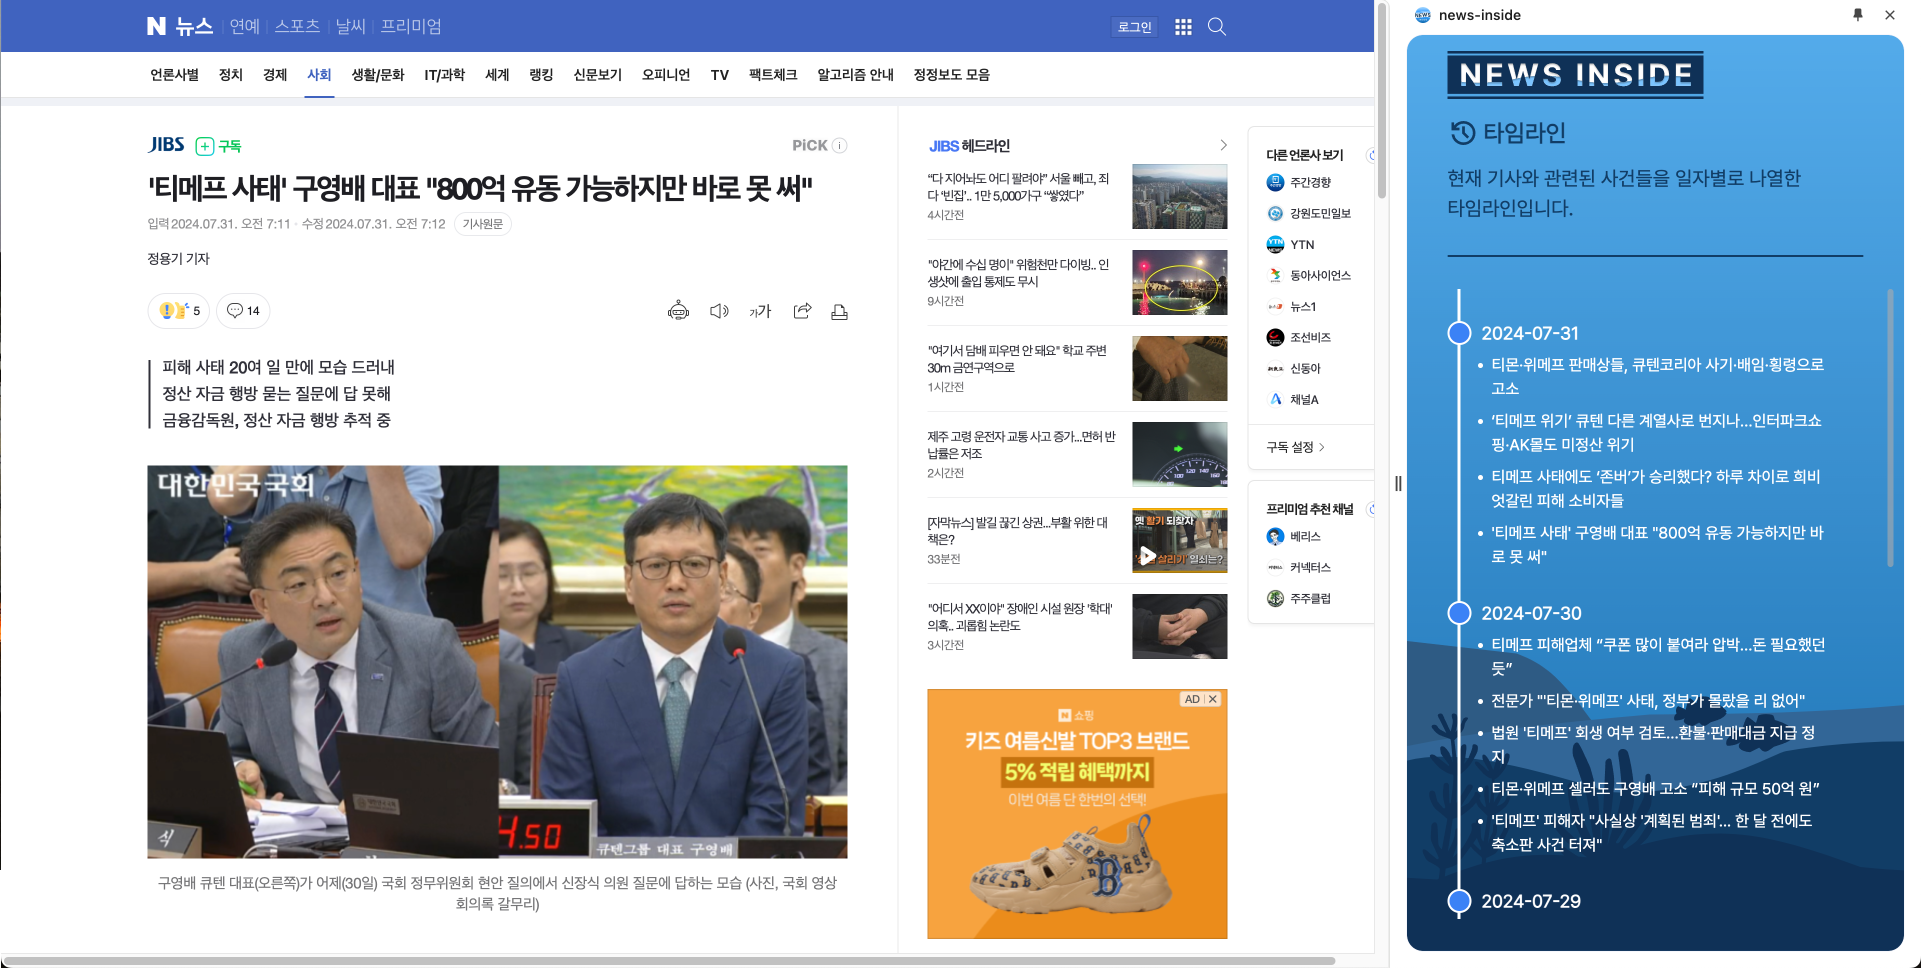 N 뉴스 연예 스포츠 날씨 프리미엄
로그인
언론사별 정치 경제 사회 생활/문화 IT/과학 세계 랭킹 신문보기 오피니언 TV 팩트체크 알고리즘 안내 정정보도 모음
JIBS 구독
PiCK
'티메프 사태' 구영배 대표 "800억 유동 가능하지만 바로 못 써"
입력 2024.07.31. 오전 7:11 · 수정 2024.07.31. 오전 7:12 기사원문
정용기 기자
5 14
가가
피해 사태 20여 일 만에 모습 드러내
정산 자금 행방 묻는 질문에 답 못해
금융감독원, 정산 자금 행방 추적 중
대한민국국회
식
4.50
큐텐그룹 대표 구영배
구영배 큐텐 대표(오른쪽)가 어제(30일) 국회 정무위원회 현안 질의에서 신장식 의원 질문에 답하는 모습 (사진, 국회 영상
회의록 갈무리)
JIBS 헤드라인
“다 지어놔도 어디 팔려야” 서울 빼고, 죄
다 ‘빈집’.. 1만 5,000가구 “쌓였다”
4시간전
"야간에 수십 명이" 위험천만 다이빙.. 인
생샷에 출입 통제도 무시
9시간전
"여기서 담배 피우면 안 돼요" 학교 주변
30m 금연구역으로
1시간전
제주 고령 운전자 교통 사고 증가...면허 반
납률은 저조
2시간전
[자막뉴스] 발길 끊긴 상권...부활 위한 대
책은?
33분전
옛 활기 되찾자
열쇠는?
"어디서 XX이야" 장애인 시설 원장 '학대'
의혹.. 괴롭힘 논란도
3시간전
AD
N 쇼핑
키즈 여름신발 TOP3 브랜드
5% 적립 혜택까지
이번 여름 단 한번의 선택!
B
다른 언론사 보기
주간경향
강원도민일보
YTN
동아사이언스
뉴스1
조선비즈
신동아
채널A
구독 설정
프리미엄 추천 채널
베리스
커넥터스
주주클럽
news-inside
NEWS INSIDE
타임라인
현재 기사와 관련된 사건들을 일자별로 나열한
타임라인입니다.
2024-07-31
티몬·위메프 판매상들, 큐텐코리아 사기·배임·횡령으로
고소
‘티메프 위기’ 큐텐 다른 계열사로 번지나…인터파크쇼
핑·AK몰도 미정산 위기
티메프 사태에도 ‘존버’가 승리했다? 하루 차이로 희비
엇갈린 피해 소비자들
'티메프 사태' 구영배 대표 "800억 유동 가능하지만 바
로 못 써"
2024-07-30
티메프 피해업체 “쿠폰 많이 붙여라 압박…돈 필요했던
듯”
전문가 "'티몬·위메프' 사태, 정부가 몰랐을 리 없어"
법원 '티메프' 회생 여부 검토...환불·판매대금 지급 정
지
티몬·위메프 셀러도 구영배 고소 “피해 규모 50억 원”
'티메프' 피해자 "사실상 '계획된 범죄'... 한 달 전에도
축소판 사건 터져"
2024-07-29